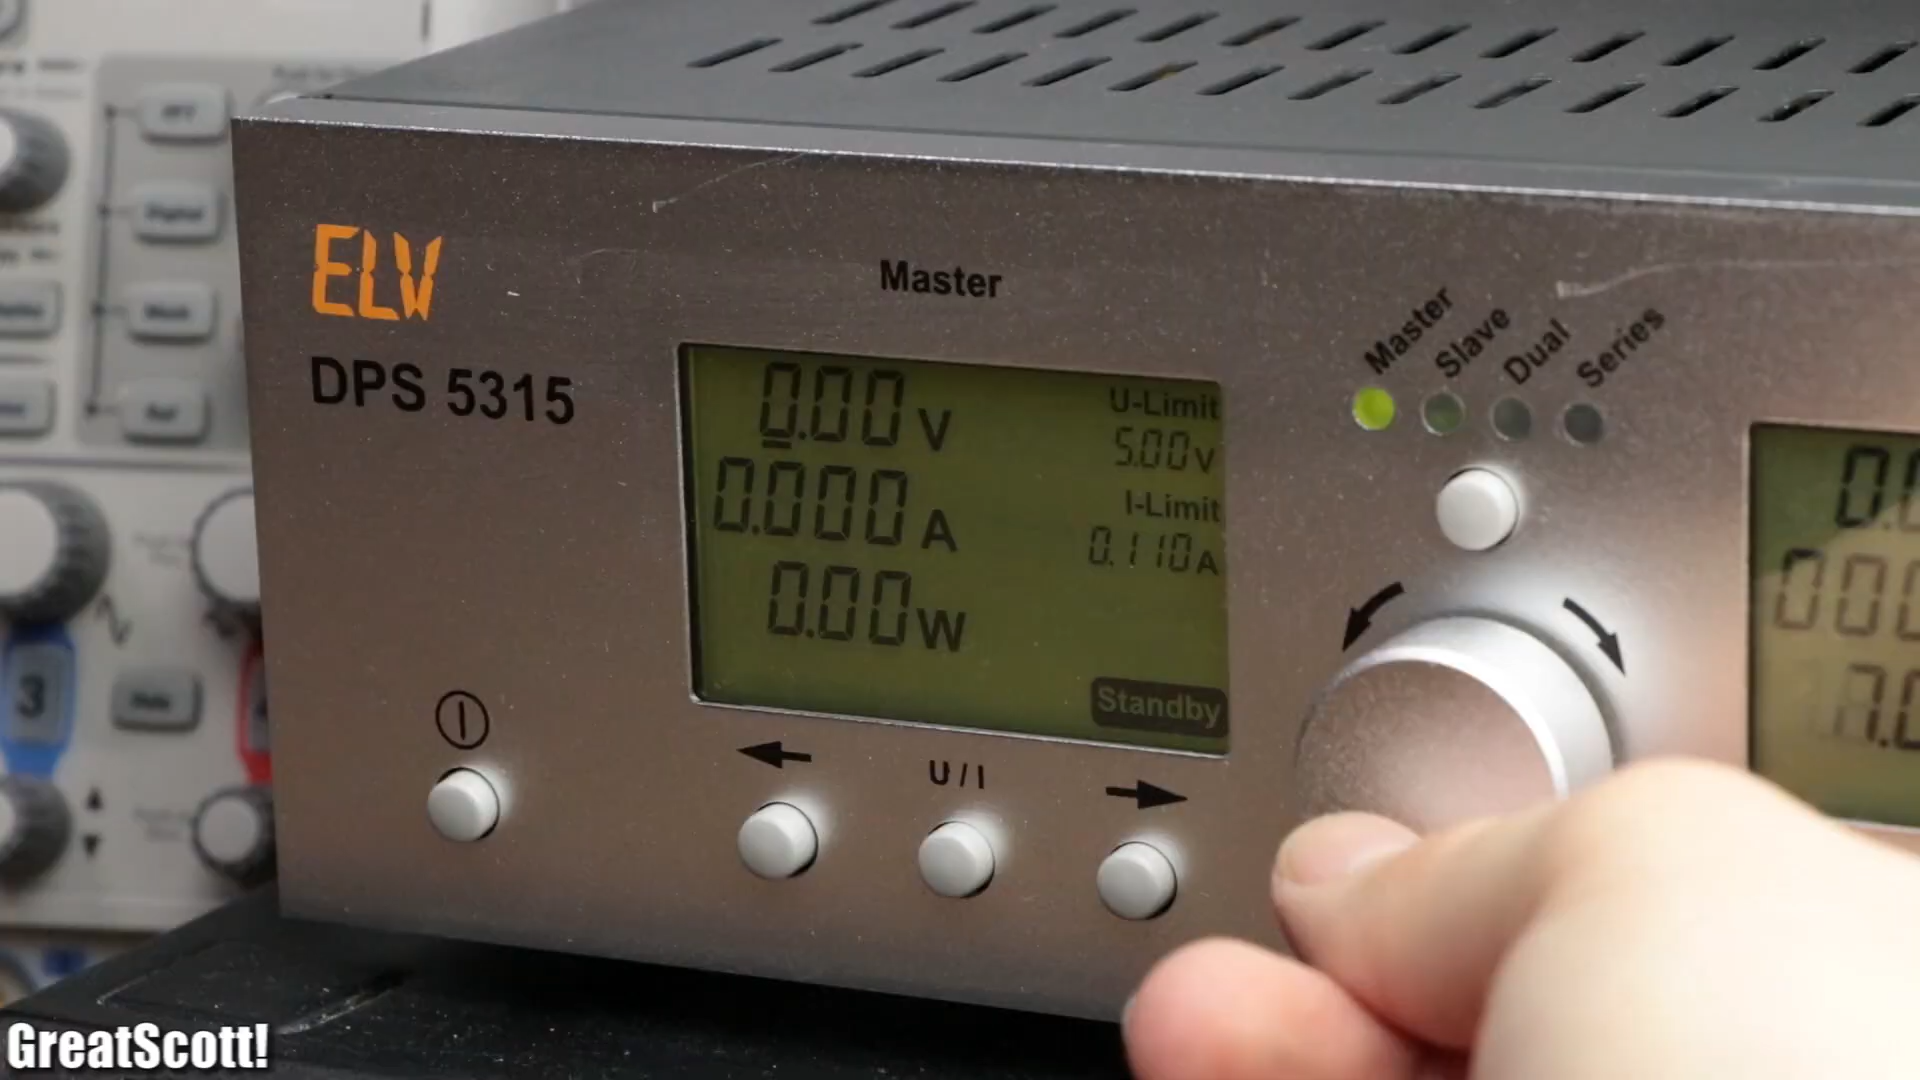 ELV
DPS 5315
Master
0.00 V
0.000 A
0.00 W
U-Limit
5.00 V
I-Limit
0.110 A
Standby
Master
Slave
Dual
Series
U / I
3
GreatScott!